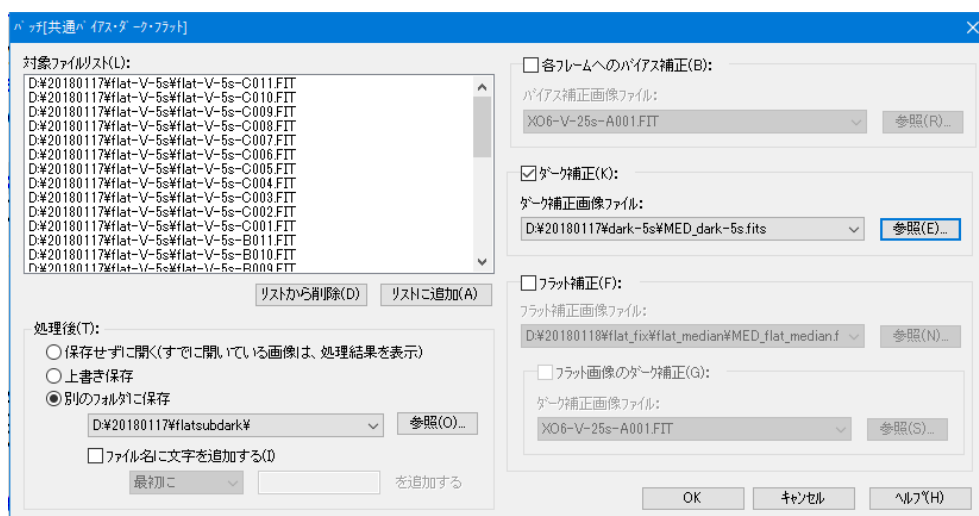 バッチ[共通バイアス・ダーク・フラット]
対象ファイルリスト(L):
D:¥20180117¥flat-V-5s¥flat-V-5s-C011.FIT
D:¥20180117¥flat-V-5s¥flat-V-5s-C010.FIT
D:¥20180117¥flat-V-5s¥flat-V-5s-C009.FIT
D:¥20180117¥flat-V-5s¥flat-V-5s-C008.FIT
D:¥20180117¥flat-V-5s¥flat-V-5s-C007.FIT
D:¥20180117¥flat-V-5s¥flat-V-5s-C006.FIT
D:¥20180117¥flat-V-5s¥flat-V-5s-C005.FIT
D:¥20180117¥flat-V-5s¥flat-V-5s-C004.FIT
D:¥20180117¥flat-V-5s¥flat-V-5s-C003.FIT
D:¥20180117¥flat-V-5s¥flat-V-5s-C002.FIT
D:¥20180117¥flat-V-5s¥flat-V-5s-C001.FIT
D:¥20180117¥flat-V-5s¥flat-V-5s-B011.FIT
D:¥20180117¥flat-V-5s¥flat-V-5s-B010.FIT
D:¥20180117¥flat-V-5s¥flat-V-5s-B009.FIT
リストから削除(D)
リストに追加(A)
処理後(T):
保存せずに開く(すでに開いている画像は、処理結果を表示)
上書き保存
別のフォルダに保存
D:¥20180117¥flatsubdark¥
参照(O)...
ファイル名に文字を追加する(I)
最初に
を追加する
各フレームへのバイアス補正(B):
バイアス補正画像ファイル:
XO6-V-25s-A001.FIT
参照(R)...
ダーク補正(K):
ダーク補正画像ファイル:
D:¥20180117¥dark-5s¥MED_dark-5s.fits
参照(E)...
フラット補正(F):
フラット補正画像ファイル:
D:¥20180118¥flat_fix¥flat_median¥MED_flat_median.f
参照(N)...
フラット画像のダーク補正(G):
ダーク補正画像ファイル:
XO6-V-25s-A001.FIT
参照(S)...
OK
キャンセル
ヘルプ(H)